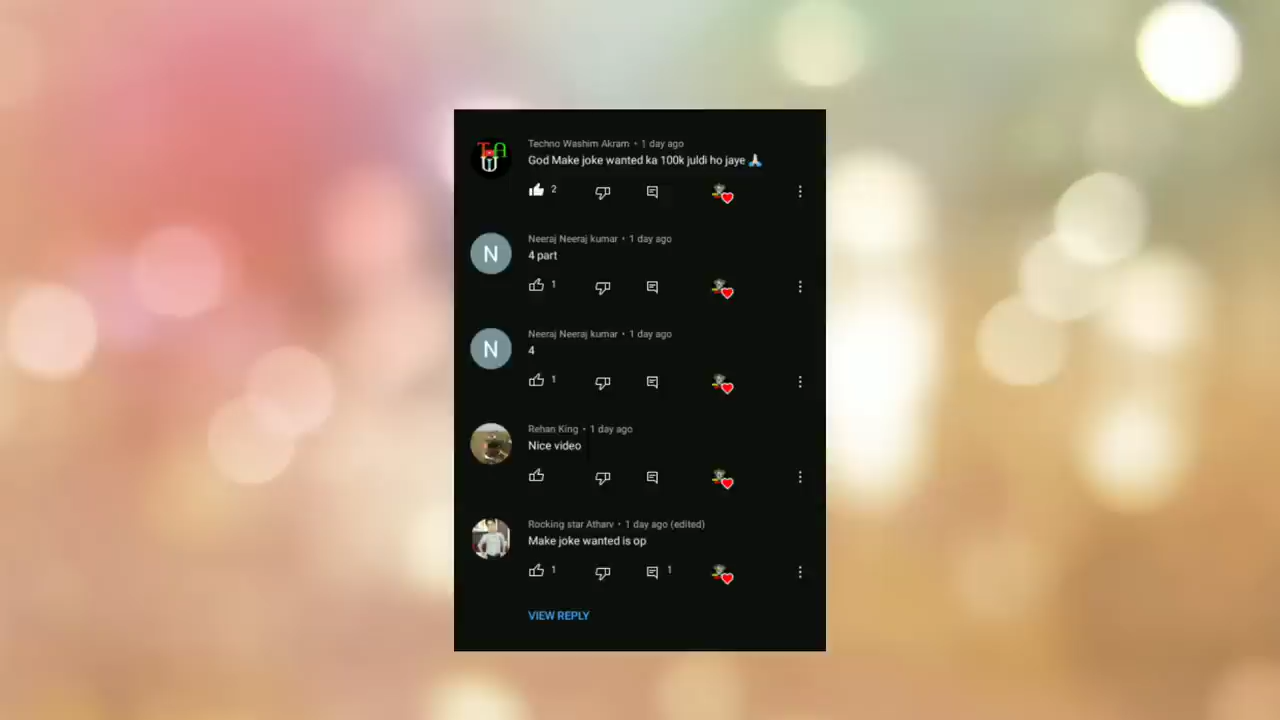 TAW
Techno Washim Akram • 1 day ago
God Make joke wanted ka 100k juldi ho jaye 🙏🏻
2
N
Neeraj Neeraj kumar • 1 day ago
4 part
1
N
Neeraj Neeraj kumar • 1 day ago
4
1
Rehan King • 1 day ago
Nice video
Rocking star Atharv • 1 day ago (edited)
Make joke wanted is op
1 1
VIEW REPLY